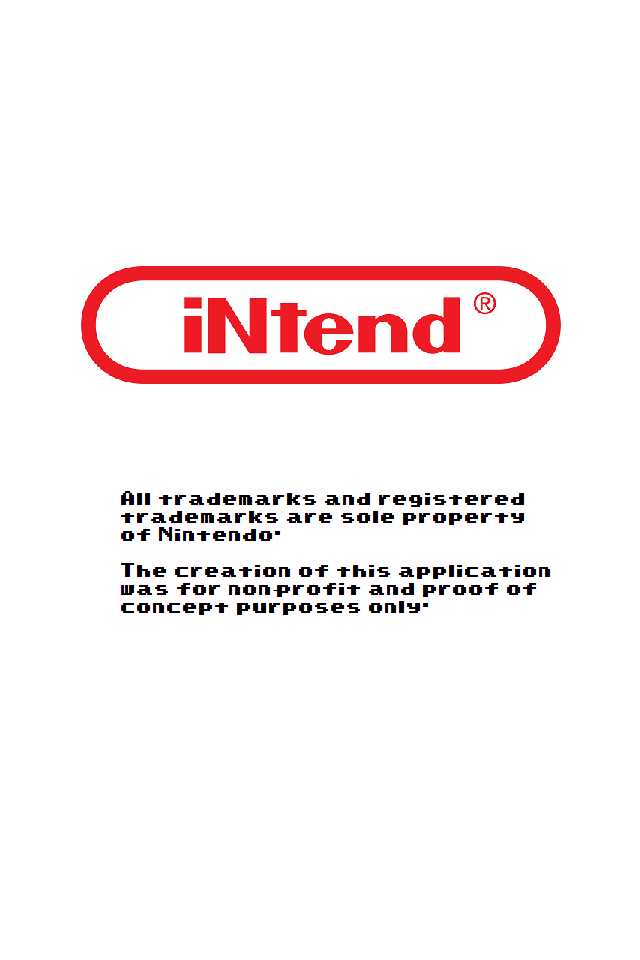 iNtend®
All trademarks and registered
trademarks are sole property
of Nintendo.
The creation of this application
was for non-profit and proof of
concept purposes only.